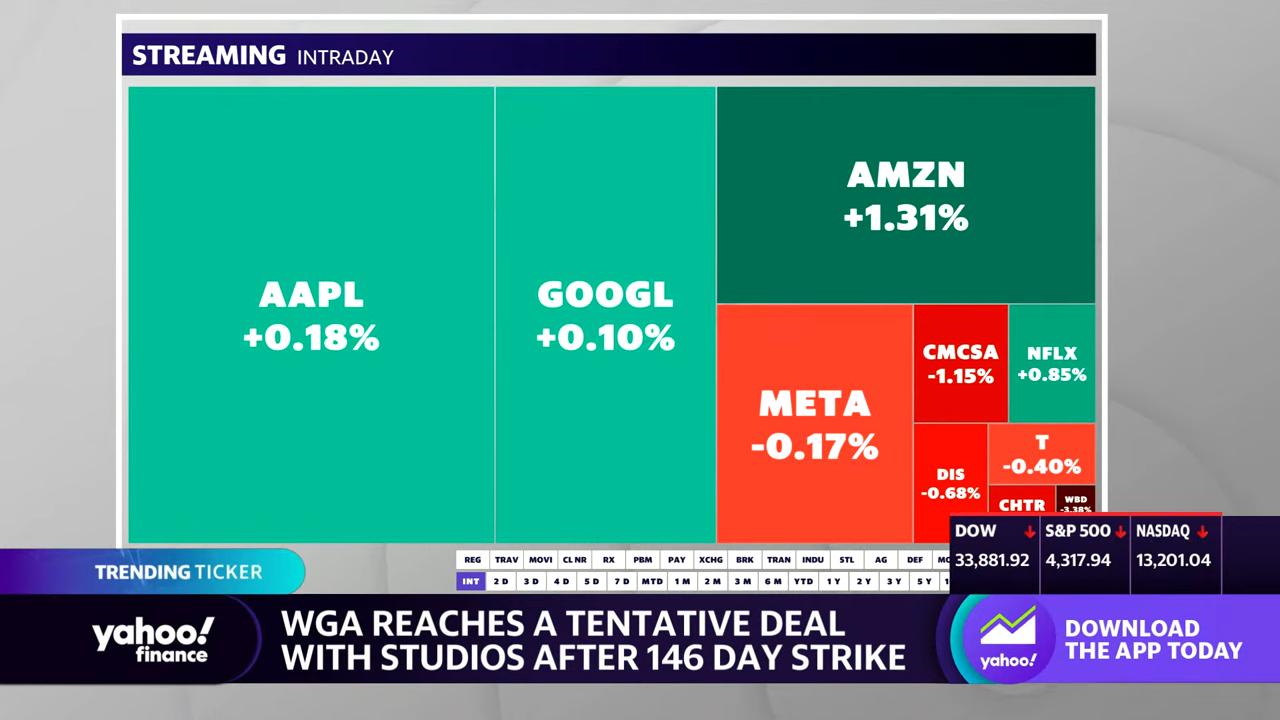 STREAMING INTRADAY
AAPL
+0.18%
GOOGL
+0.10%
AMZN
+1.31%
META
-0.17%
CMCSA
-1.15%
NFLX
+0.85%
DIS
-0.68%
T
-0.40%
CHTR
WBD
-3.38%
REG TRAV MOVI CLNR RX PBM PAY XCHG BRK TRAN INDU STL AG DEF
INT 2 D 3 D 4 D 5 D 7 D MTD 1 M 2 M 3 M 6 M YTD 1 Y 2 Y 3 Y 5 Y
DOW S&P 500 NASDAQ
33,881.92 4,317.94 13,201.04
TRENDING TICKER
yahoo!
finance
WGA REACHES A TENTATIVE DEAL
WITH STUDIOS AFTER 146 DAY STRIKE
yahoo!
DOWNLOAD
THE APP TODAY